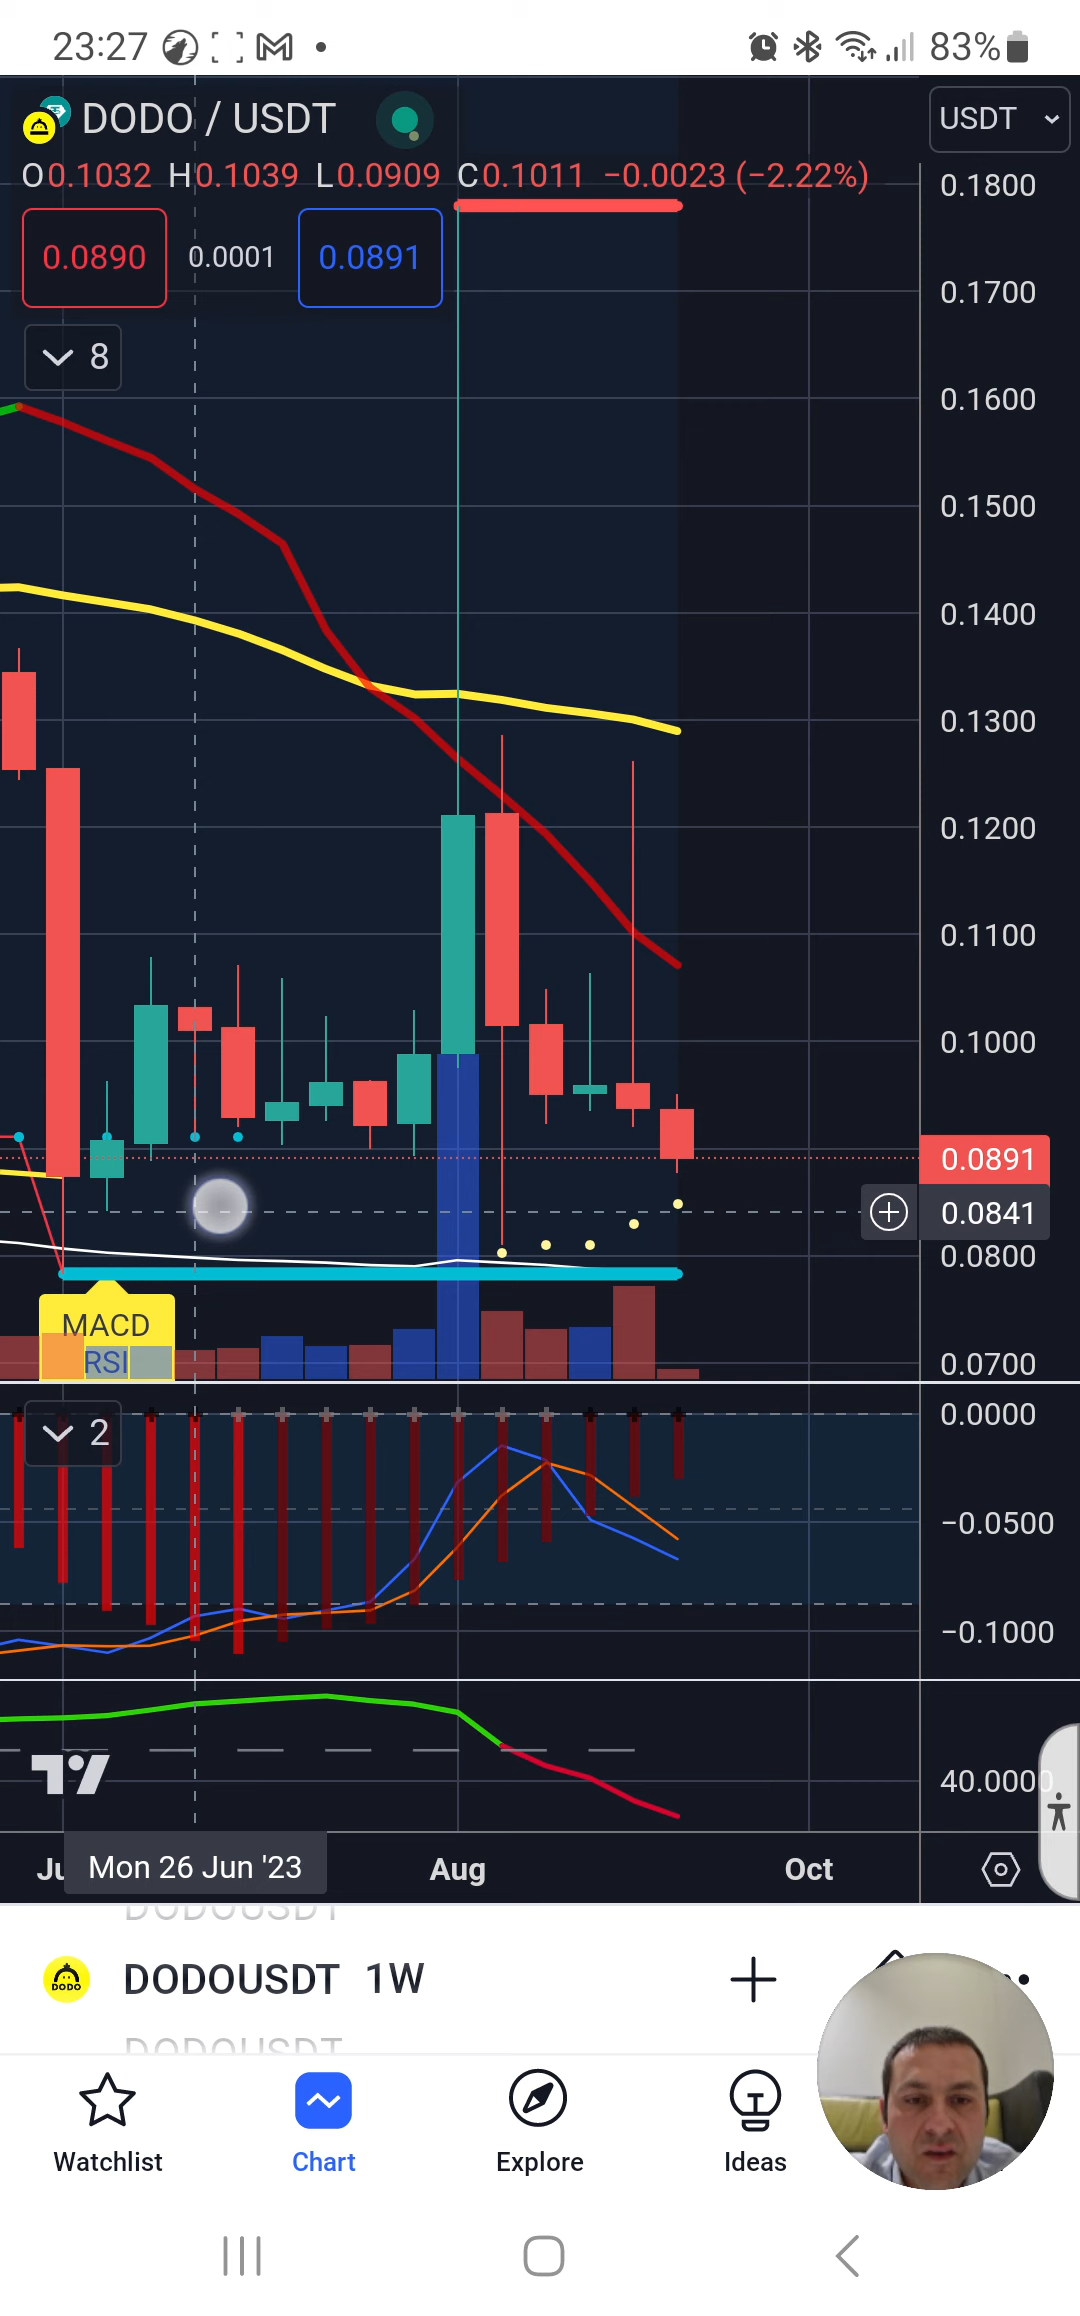 23:27 83%
DODO / USDT USDT
O0.1032 H0.1039 L0.0909 C0.1011 −0.0023 (−2.22%)
0.1800
0.0890 0.0001 0.0891
0.1700
8
0.1600
0.1500
0.1400
0.1300
0.1200
0.1100
0.1000
0.0891
0.0841
0.0800
MACD
RSI
0.0700
0.0000
2
−0.0500
−0.1000
40.0000
Ju Mon 26 Jun '23 Aug Oct
DODOUSDT
DODO DODOUSDT 1W
DODOUSDT
Watchlist Chart Explore Ideas